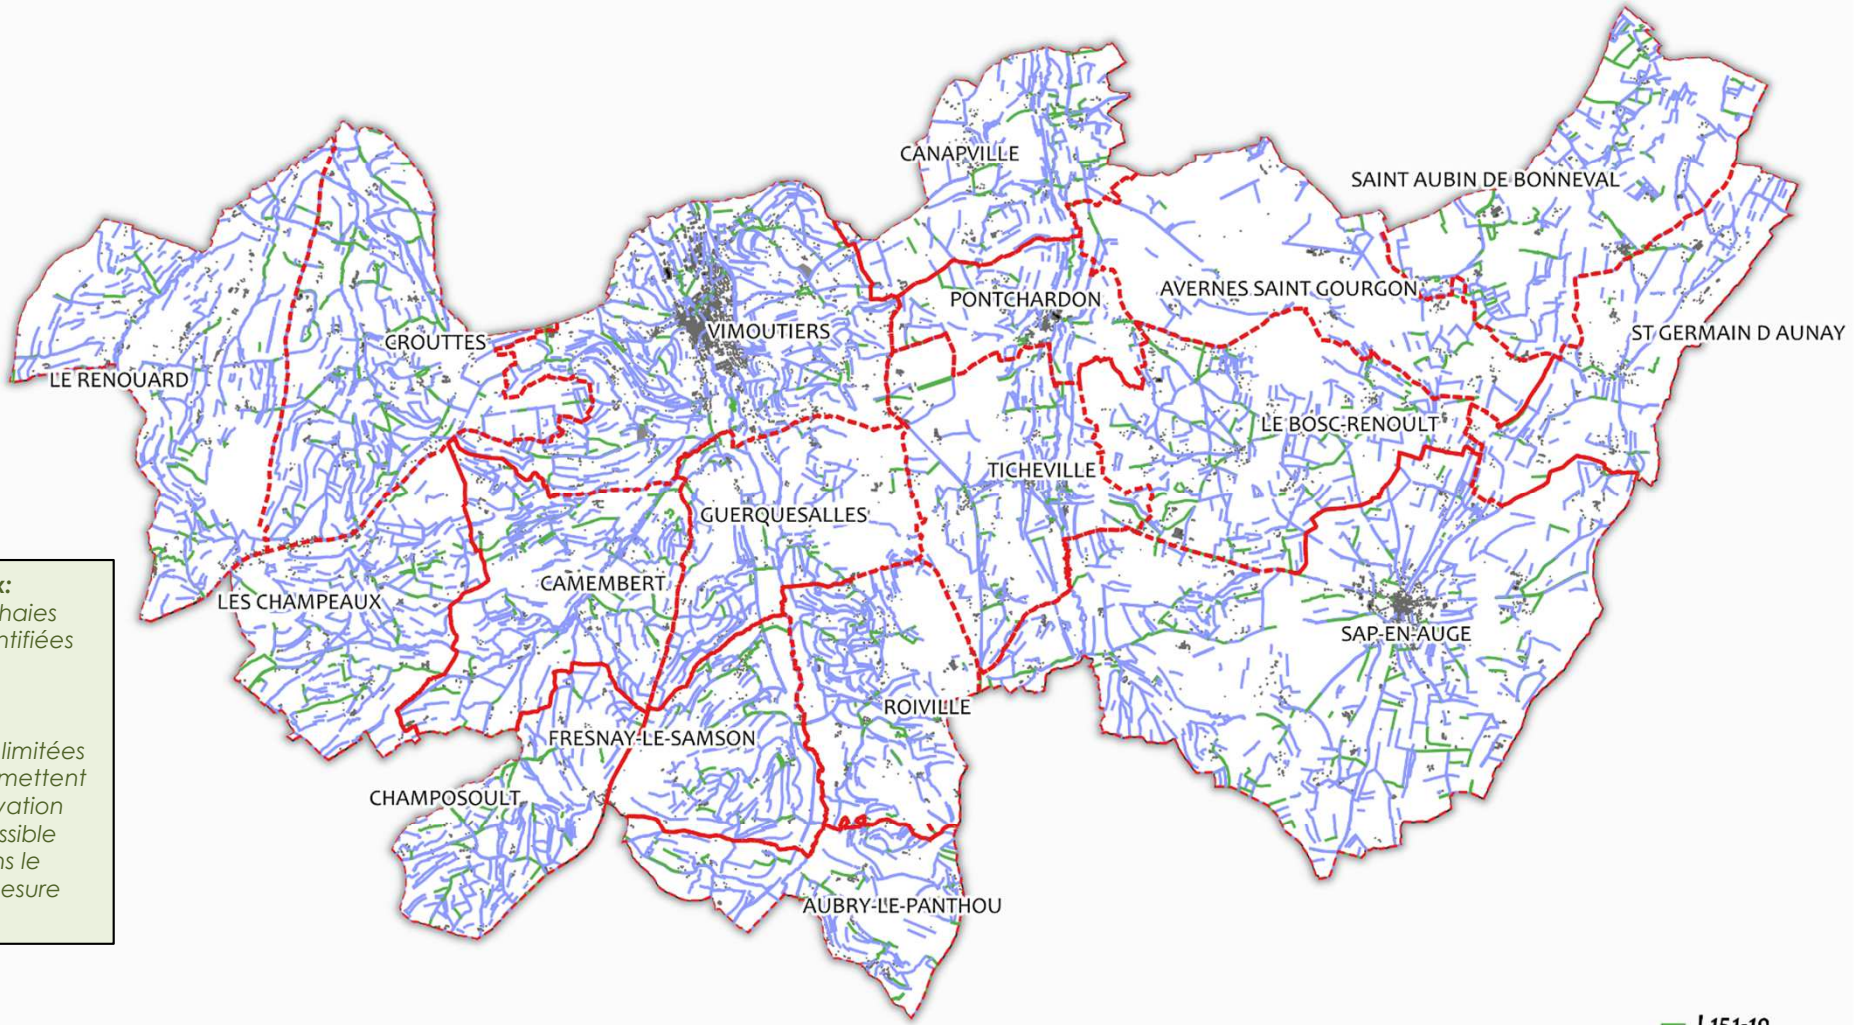 CANAPVILLE
SAINT AUBIN DE BONNEVAL
PONTCHARDON
AVERNES SAINT GOURGON
VIMOUTIERS
CROUTTES
ST GERMAIN D AUNAY
LE RENOUARD
LE BOSC-RENOULT
TICHEVILLE
GUERQUESALLES
CAMEMBERT
LES CHAMPEAUX
SAP-EN-AUGE
ROIVILLE
FRESNAY-LE-SAMSON
CHAMPOSOULT
AUBRY-LE-PANTHOU
x:
haies
ntifiées
limitées
mettent
vation
ssible
ns le
esure
L151-19